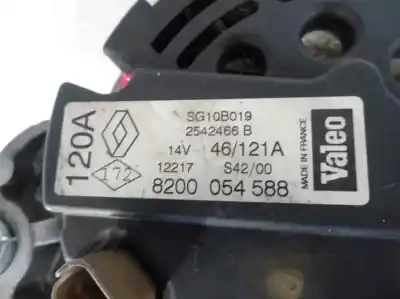 120A
172
SG10B019
2542466 B
14V 46/121A
12217 S42/00
8200 054 588
Valeo
MADE IN FRANCE